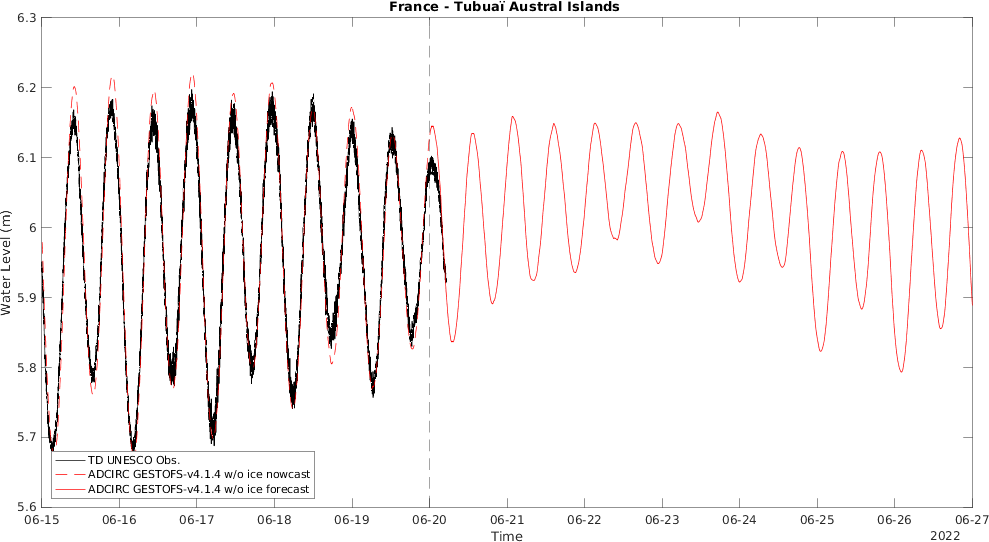 France - Tubuaï Austral Islands
6.3
6.2
6.1
6
5.9
5.8
5.7
5.6
Water Level (m)
TD UNESCO Obs.
ADCIRC GESTOFS-v4.1.4 w/o ice nowcast
ADCIRC GESTOFS-v4.1.4 w/o ice forecast
06-15 06-16 06-17 06-18 06-19 06-20 06-21 06-22 06-23 06-24 06-25 06-26 06-27
Time
2022